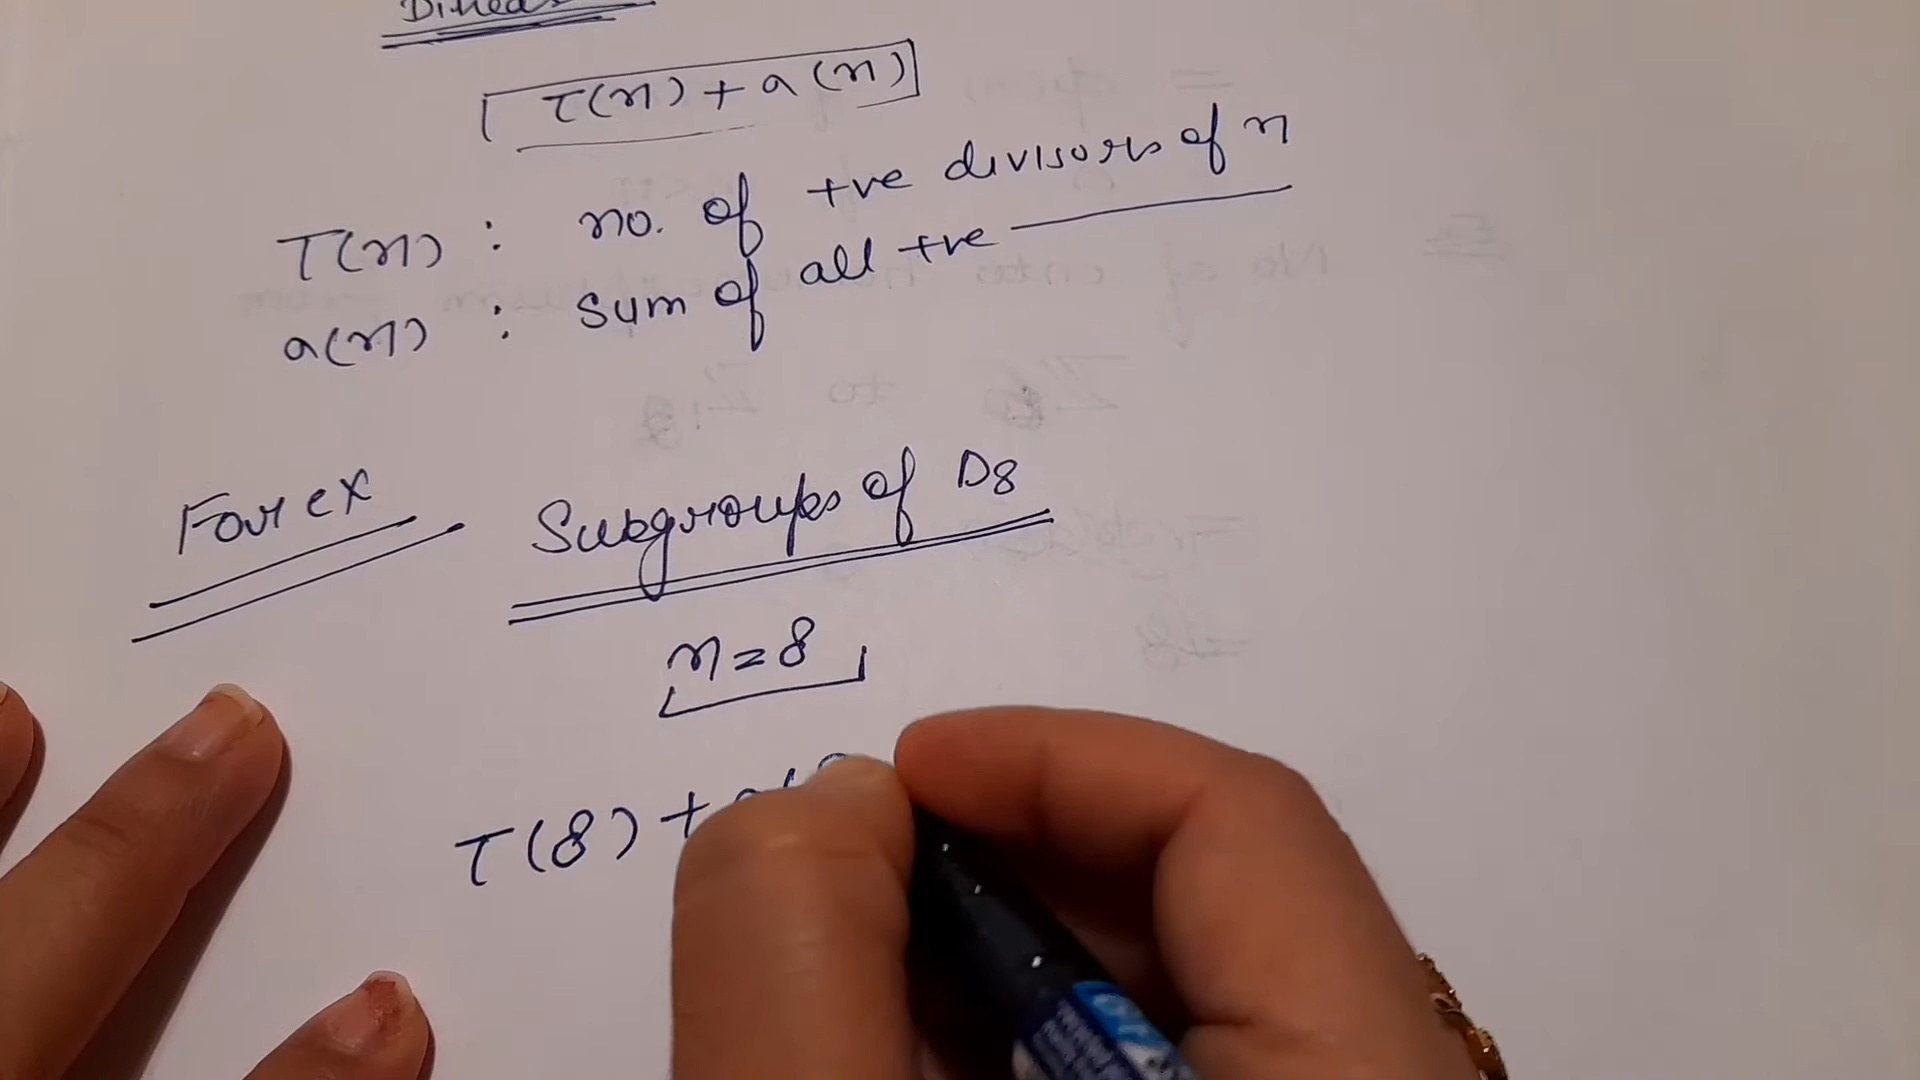 τ(n) + a(n)
T(n) : no. of +ve divisors of n
a(n) : sum of all +ve
For ex
Subgroups of D8
n = 8
τ(8) +